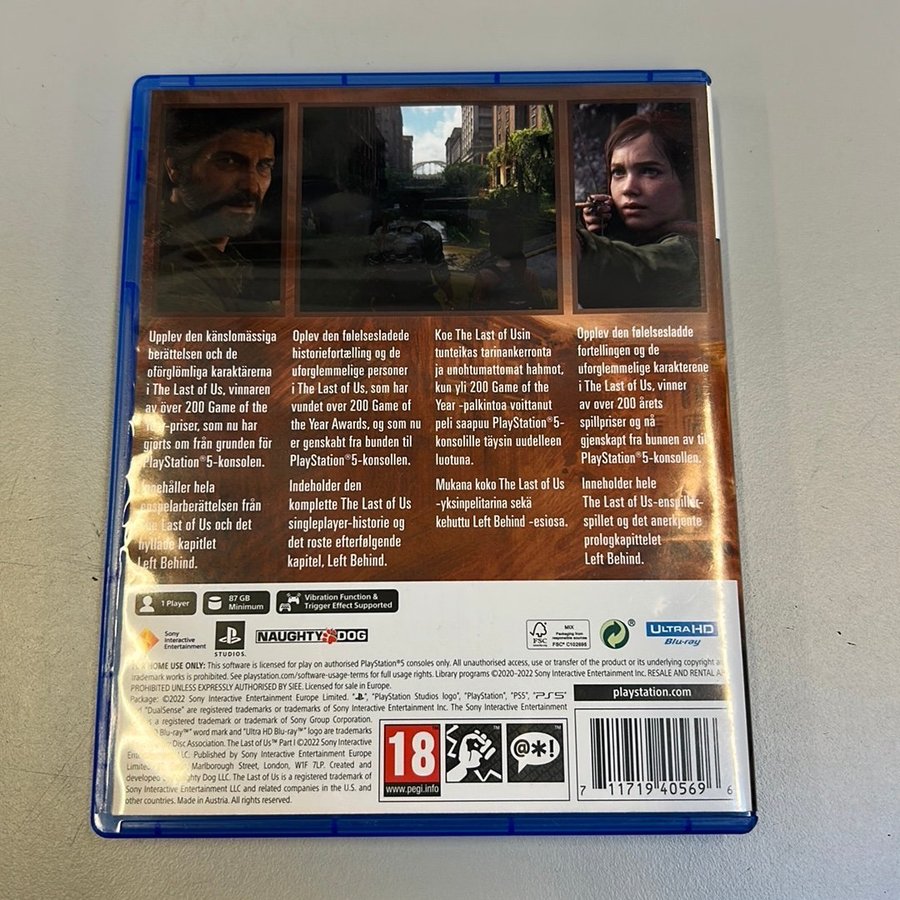 Upplev den känslomässiga
berättelsen och de
oförglömliga karaktärerna
i The Last of Us, vinnaren
av över 200 Game of the
-priser, som nu har
gjorts om från grunden för
PlayStation®5-konsolen.
Innehåller hela
enspelarberättelsen från
The Last of Us och det
hyllade kapitlet
Left Behind.
Oplev den følelsesladede
historiefortælling og de
uforglemmelige personer
i The Last of Us, som har
vundet over 200 Game of
the Year Awards, og som nu
er genskabt fra bunden til
PlayStation®5-konsollen.
Indeholder den
komplette The Last of Us
singleplayer-historie og
det roste efterfølgende
kapitel, Left Behind.
Koe The Last of Usin
tunteikas tarinankerronta
ja unohtumattomat hahmot,
kun yli 200 Game of the
Year -palkintoa voittanut
peli saapuu PlayStation®5-
konsolille täysin uudelleen
luotuna.
Mukana koko The Last of Us
-yksinpelitarina sekä
kehuttu Left Behind -esiosa.
Opplev den følelsesladde
fortellingen og de
uforglemmelige karakterene
i The Last of Us, vinner
av over 200 årets
spillpriser og nå
gjenskapt fra bunnen av til
PlayStation®5-konsollen.
Inneholder hele
The Last of Us-enspiller-
spillet og det anerkjente
prologkapittelet
Left Behind.
1 Player
87 GB
Minimum
Vibration Function &
Trigger Effect Supported
Sony
Interactive
Entertainment
PlayStation
STUDIOS
NAUGHTY DOG
FSC
MIX
Packaging from
responsible sources
FSC® C102695
ULTRA HD
Blu-ray
HOME USE ONLY: This software is licensed for play on authorised PlayStation®5 consoles only. All unauthorised access, use or transfer of the product or its underlying copyright
trademark works is prohibited. See playstation.com/software-usage-terms for full usage rights. Library programs ©2020-2022 Sony Interactive Entertainment Inc. RESALE AND RENTAL
PROHIBITED UNLESS EXPRESSLY AUTHORISED BY SIEE. Licensed for sale in Europe.
Package: ©2022 Sony Interactive Entertainment Europe Limited. "PlayStation Studios logo", "PlayStation", "PS5", "PS5"
"DualSense" are registered trademarks or trademarks of Sony Interactive Entertainment Inc. The Sony Interactive Entertainment
a registered trademark or trademark of Sony Group Corporation.
Blu-ray™" word mark and "Ultra HD Blu-ray™" logo are trademarks
Disc Association. The Last of Us™ Part I ©2022 Sony Interactive
LLC. Published by Sony Interactive Entertainment Europe
Marlborough Street, London, W1F 7LP. Created and
developed by Naughty Dog LLC. The Last of Us is a registered trademark of
Sony Interactive Entertainment LLC and related companies in the U.S. and
other countries. Made in Austria. All rights reserved.
playstation.com
18
www.pegi.info
@*!
7 11719 40569 6